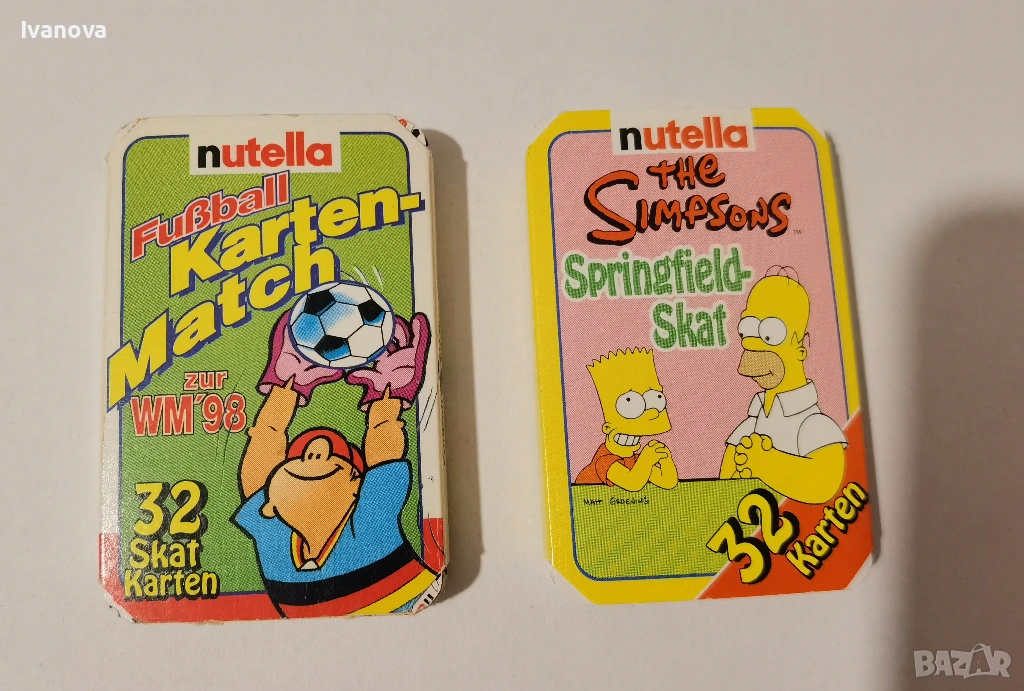 Ivanova
nutella
Fußball
Karten-
Match
zur
WM'98
32
Skat
Karten
nutella
THE
SIMPSONS
TM
Springfield-
Skat
MATT GROENING
32
Karten
BAZAR